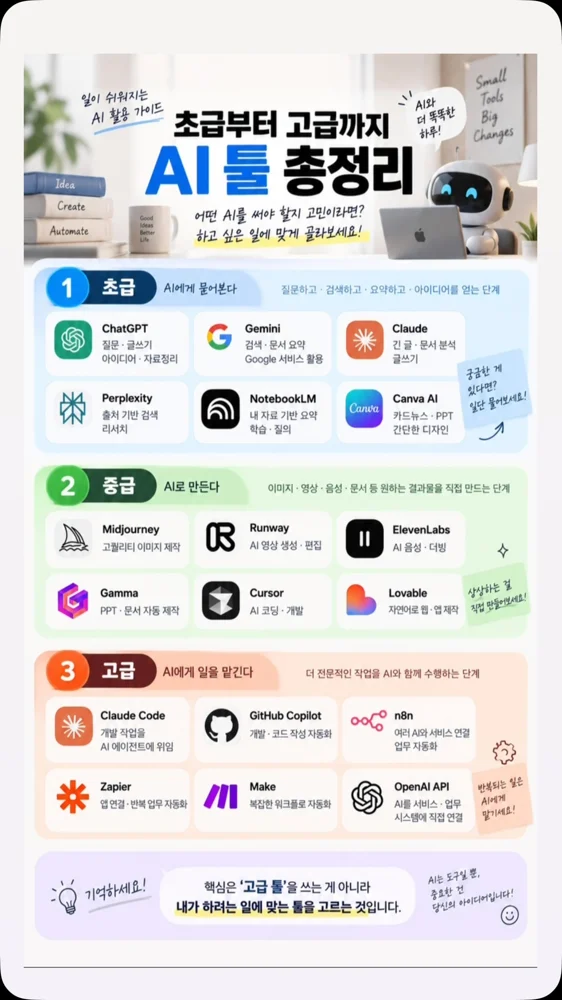 일이 쉬워지는
AI 활용 가이드
초급부터 고급까지
AI 툴 총정리
AI와
더 똑똑한
하루!
Small
Tools
Big
Changes
Idea
Create
Automate
Good
Ideas
Better
Life
어떤 AI를 써야 할지 고민이라면?
하고 싶은 일에 맞게 골라보세요!
1 초급 AI에게 물어본다 질문하고 · 검색하고 · 요약하고 · 아이디어를 얻는 단계
ChatGPT
질문 · 글쓰기
아이디어 · 자료정리
Gemini
검색 · 문서 요약
Google 서비스 활용
Claude
긴 글 · 문서 분석
글쓰기
Perplexity
출처 기반 검색
리서치
NotebookLM
내 자료 기반 요약
학습 · 질의
Canva
Canva AI
카드뉴스 · PPT
간단한 디자인
궁금한 게
있다면?
일단 물어보세요!
2 중급 AI로 만든다 이미지 · 영상 · 음성 · 문서 등 원하는 결과물을 직접 만드는 단계
Midjourney
고퀄리티 이미지 제작
Runway
AI 영상 생성 · 편집
ElevenLabs
AI 음성 · 더빙
Gamma
PPT · 문서 자동 제작
Cursor
AI 코딩 · 개발
Lovable
자연어로 웹 · 앱 제작
상상하는 걸
직접 만들어보세요!
3 고급 AI에게 일을 맡긴다 더 전문적인 작업을 AI와 함께 수행하는 단계
Claude Code
개발 작업을
AI 에이전트에 위임
GitHub Copilot
개발 · 코드 작성 자동화
n8n
여러 AI와 서비스 연결
업무 자동화
Zapier
앱 연결 · 반복 업무 자동화
Make
복잡한 워크플로 자동화
OpenAI API
AI를 서비스 · 업무
시스템에 직접 연결
반복되는 일은
AI에게
맡기세요!
기억하세요!
핵심은 '고급 툴'을 쓰는 게 아니라
내가 하려는 일에 맞는 툴을 고르는 것입니다.
AI는 도구일 뿐,
중요한 건
당신의 아이디어입니다!